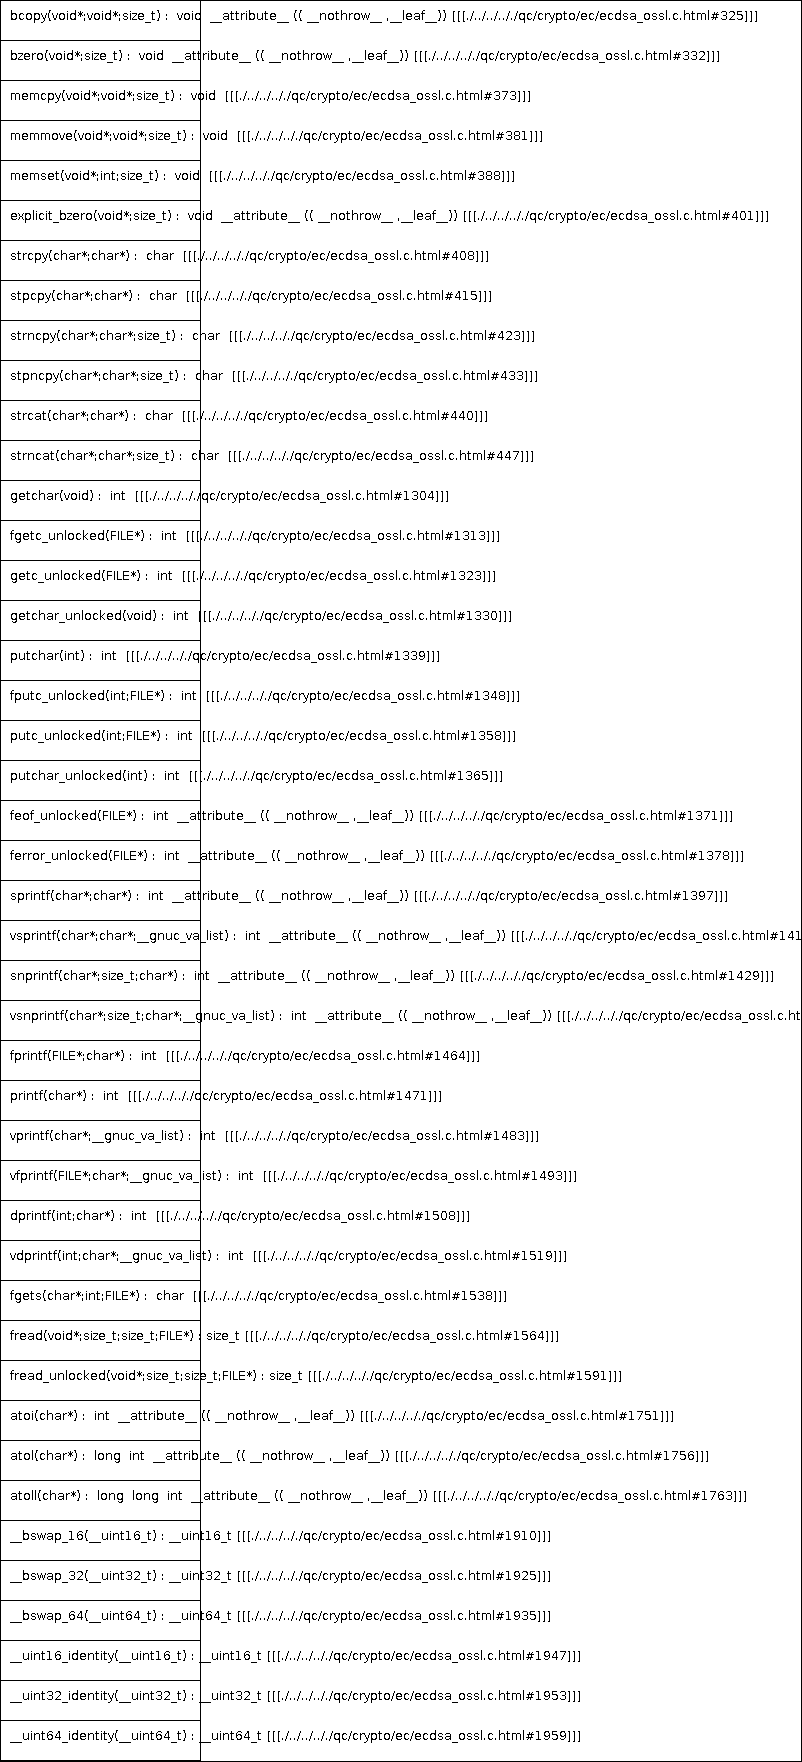 bcopy(void*;void*;size_t) : void __attribute__ (( __nothrow__ ,__leaf__)) [[[./../../../../qc/crypto/ec/ecdsa_ossl.c.html#325]]]
bzero(void*;size_t) : void __attribute__ (( __nothrow__ ,__leaf__)) [[[./../../../../qc/crypto/ec/ecdsa_ossl.c.html#332]]]
memcpy(void*;void*;size_t) : void [[[./../../../../qc/crypto/ec/ecdsa_ossl.c.html#373]]]
memmove(void*;void*;size_t) : void [[[./../../../../qc/crypto/ec/ecdsa_ossl.c.html#381]]]
memset(void*;int;size_t) : void [[[./../../../../qc/crypto/ec/ecdsa_ossl.c.html#388]]]
explicit_bzero(void*;size_t) : void __attribute__ (( __nothrow__ ,__leaf__)) [[[./../../../../qc/crypto/ec/ecdsa_ossl.c.html#401]]]
strcpy(char*;char*) : char [[[./../../../../qc/crypto/ec/ecdsa_ossl.c.html#408]]]
stpcpy(char*;char*) : char [[[./../../../../qc/crypto/ec/ecdsa_ossl.c.html#415]]]
strncpy(char*;char*;size_t) : char [[[./../../../../qc/crypto/ec/ecdsa_ossl.c.html#423]]]
stpncpy(char*;char*;size_t) : char [[[./../../../../qc/crypto/ec/ecdsa_ossl.c.html#433]]]
strcat(char*;char*) : char [[[./../../../../qc/crypto/ec/ecdsa_ossl.c.html#440]]]
strncat(char*;char*;size_t) : char [[[./../../../../qc/crypto/ec/ecdsa_ossl.c.html#447]]]
getchar(void) : int [[[./../../../../qc/crypto/ec/ecdsa_ossl.c.html#1304]]]
fgetc_unlocked(FILE*) : int [[[./../../../../qc/crypto/ec/ecdsa_ossl.c.html#1313]]]
getc_unlocked(FILE*) : int [[[./../../../../qc/crypto/ec/ecdsa_ossl.c.html#1323]]]
getchar_unlocked(void) : int [[[./../../../../qc/crypto/ec/ecdsa_ossl.c.html#1330]]]
putchar(int) : int [[[./../../../../qc/crypto/ec/ecdsa_ossl.c.html#1339]]]
fputc_unlocked(int;FILE*) : int [[[./../../../../qc/crypto/ec/ecdsa_ossl.c.html#1348]]]
putc_unlocked(int;FILE*) : int [[[./../../../../qc/crypto/ec/ecdsa_ossl.c.html#1358]]]
putchar_unlocked(int) : int [[[./../../../../qc/crypto/ec/ecdsa_ossl.c.html#1365]]]
feof_unlocked(FILE*) : int __attribute__ (( __nothrow__ ,__leaf__)) [[[./../../../../qc/crypto/ec/ecdsa_ossl.c.html#1371]]]
ferror_unlocked(FILE*) : int __attribute__ (( __nothrow__ ,__leaf__)) [[[./../../../../qc/crypto/ec/ecdsa_ossl.c.html#1378]]]
sprintf(char*;char*) : int __attribute__ (( __nothrow__ ,__leaf__)) [[[./../../../../qc/crypto/ec/ecdsa_ossl.c.html#1397]]]
vsprintf(char*;char*;__gnuc_va_list) : int __attribute__ (( __nothrow__ ,__leaf__)) [[[./../../../../qc/crypto/ec/ecdsa_ossl.c.html#141
snprintf(char*;size_t;char*) : int __attribute__ (( __nothrow__ ,__leaf__)) [[[./../../../../qc/crypto/ec/ecdsa_ossl.c.html#1429]]]
vsnprintf(char*;size_t;char*;__gnuc_va_list) : int __attribute__ (( __nothrow__ ,__leaf__)) [[[./../../../../qc/crypto/ec/ecdsa_ossl.c.ht
fprintf(FILE*;char*) : int [[[./../../../../qc/crypto/ec/ecdsa_ossl.c.html#1464]]]
printf(char*) : int [[[./../../../../qc/crypto/ec/ecdsa_ossl.c.html#1471]]]
vprintf(char*;__gnuc_va_list) : int [[[./../../../../qc/crypto/ec/ecdsa_ossl.c.html#1483]]]
vfprintf(FILE*;char*;__gnuc_va_list) : int [[[./../../../../qc/crypto/ec/ecdsa_ossl.c.html#1493]]]
dprintf(int;char*) : int [[[./../../../../qc/crypto/ec/ecdsa_ossl.c.html#1508]]]
vdprintf(int;char*;__gnuc_va_list) : int [[[./../../../../qc/crypto/ec/ecdsa_ossl.c.html#1519]]]
fgets(char*;int;FILE*) : char [[[./../../../../qc/crypto/ec/ecdsa_ossl.c.html#1538]]]
fread(void*;size_t;size_t;FILE*) : size_t [[[./../../../../qc/crypto/ec/ecdsa_ossl.c.html#1564]]]
fread_unlocked(void*;size_t;size_t;FILE*) : size_t [[[./../../../../qc/crypto/ec/ecdsa_ossl.c.html#1591]]]
atoi(char*) : int __attribute__ (( __nothrow__ ,__leaf__)) [[[./../../../../qc/crypto/ec/ecdsa_ossl.c.html#1751]]]
atol(char*) : long int __attribute__ (( __nothrow__ ,__leaf__)) [[[./../../../../qc/crypto/ec/ecdsa_ossl.c.html#1756]]]
atoll(char*) : long long int __attribute__ (( __nothrow__ ,__leaf__)) [[[./../../../../qc/crypto/ec/ecdsa_ossl.c.html#1763]]]
__bswap_16(__uint16_t) : __uint16_t [[[./../../../../qc/crypto/ec/ecdsa_ossl.c.html#1910]]]
__bswap_32(__uint32_t) : __uint32_t [[[./../../../../qc/crypto/ec/ecdsa_ossl.c.html#1925]]]
__bswap_64(__uint64_t) : __uint64_t [[[./../../../../qc/crypto/ec/ecdsa_ossl.c.html#1935]]]
__uint16_identity(__uint16_t) : __uint16_t [[[./../../../../qc/crypto/ec/ecdsa_ossl.c.html#1947]]]
__uint32_identity(__uint32_t) : __uint32_t [[[./../../../../qc/crypto/ec/ecdsa_ossl.c.html#1953]]]
__uint64_identity(__uint64_t) : __uint64_t [[[./../../../../qc/crypto/ec/ecdsa_ossl.c.html#1959]]]